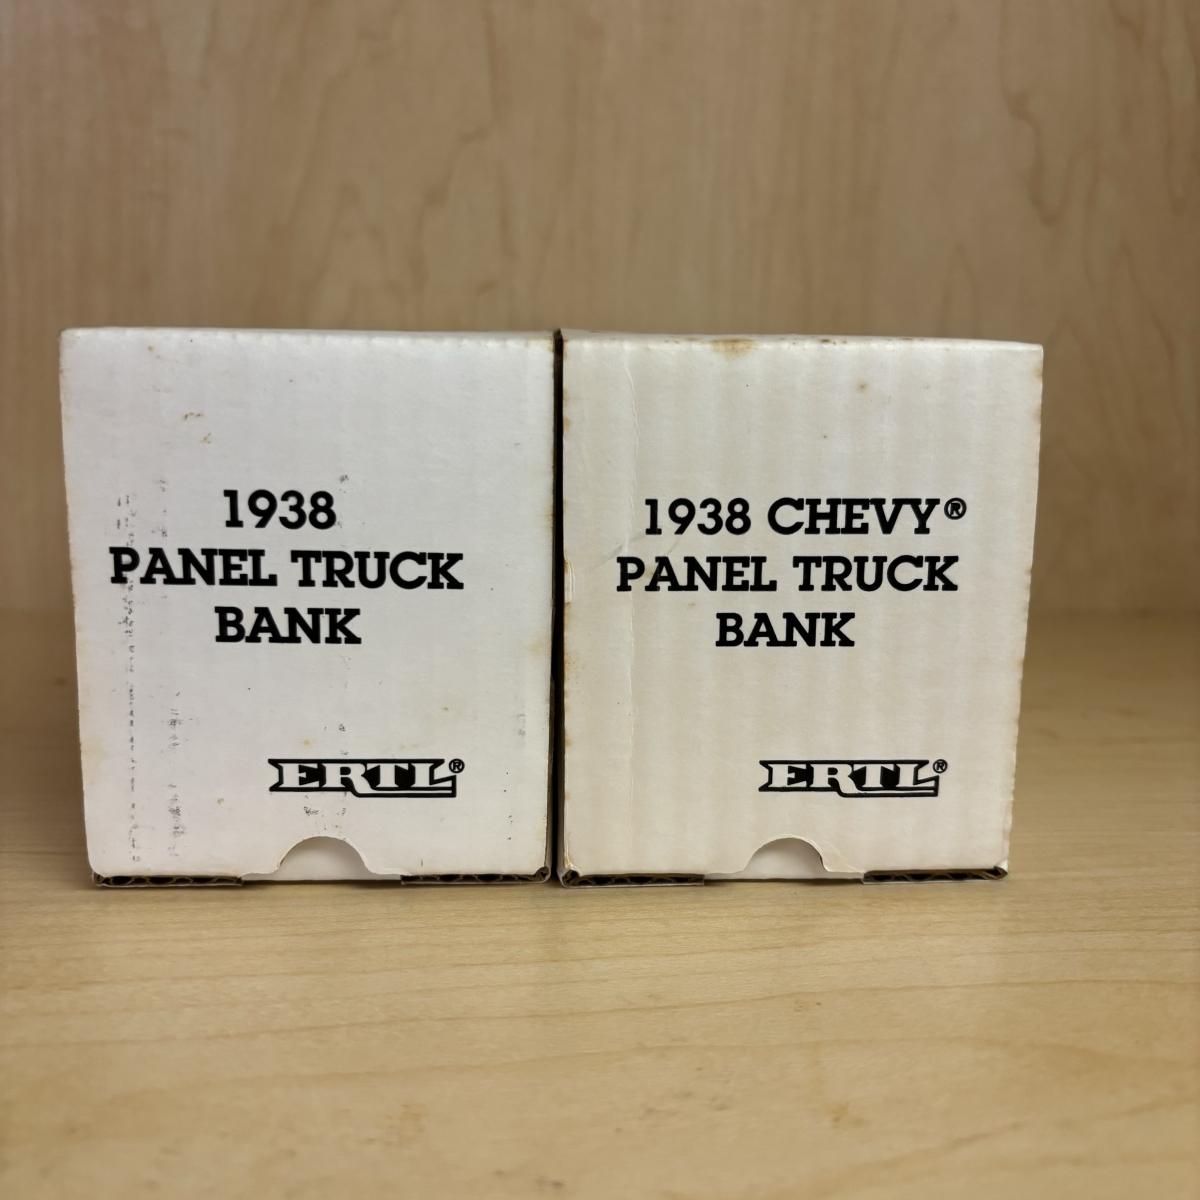 1938
PANEL TRUCK
BANK
ERTL®
1938 CHEVY®
PANEL TRUCK
BANK
ERTL®